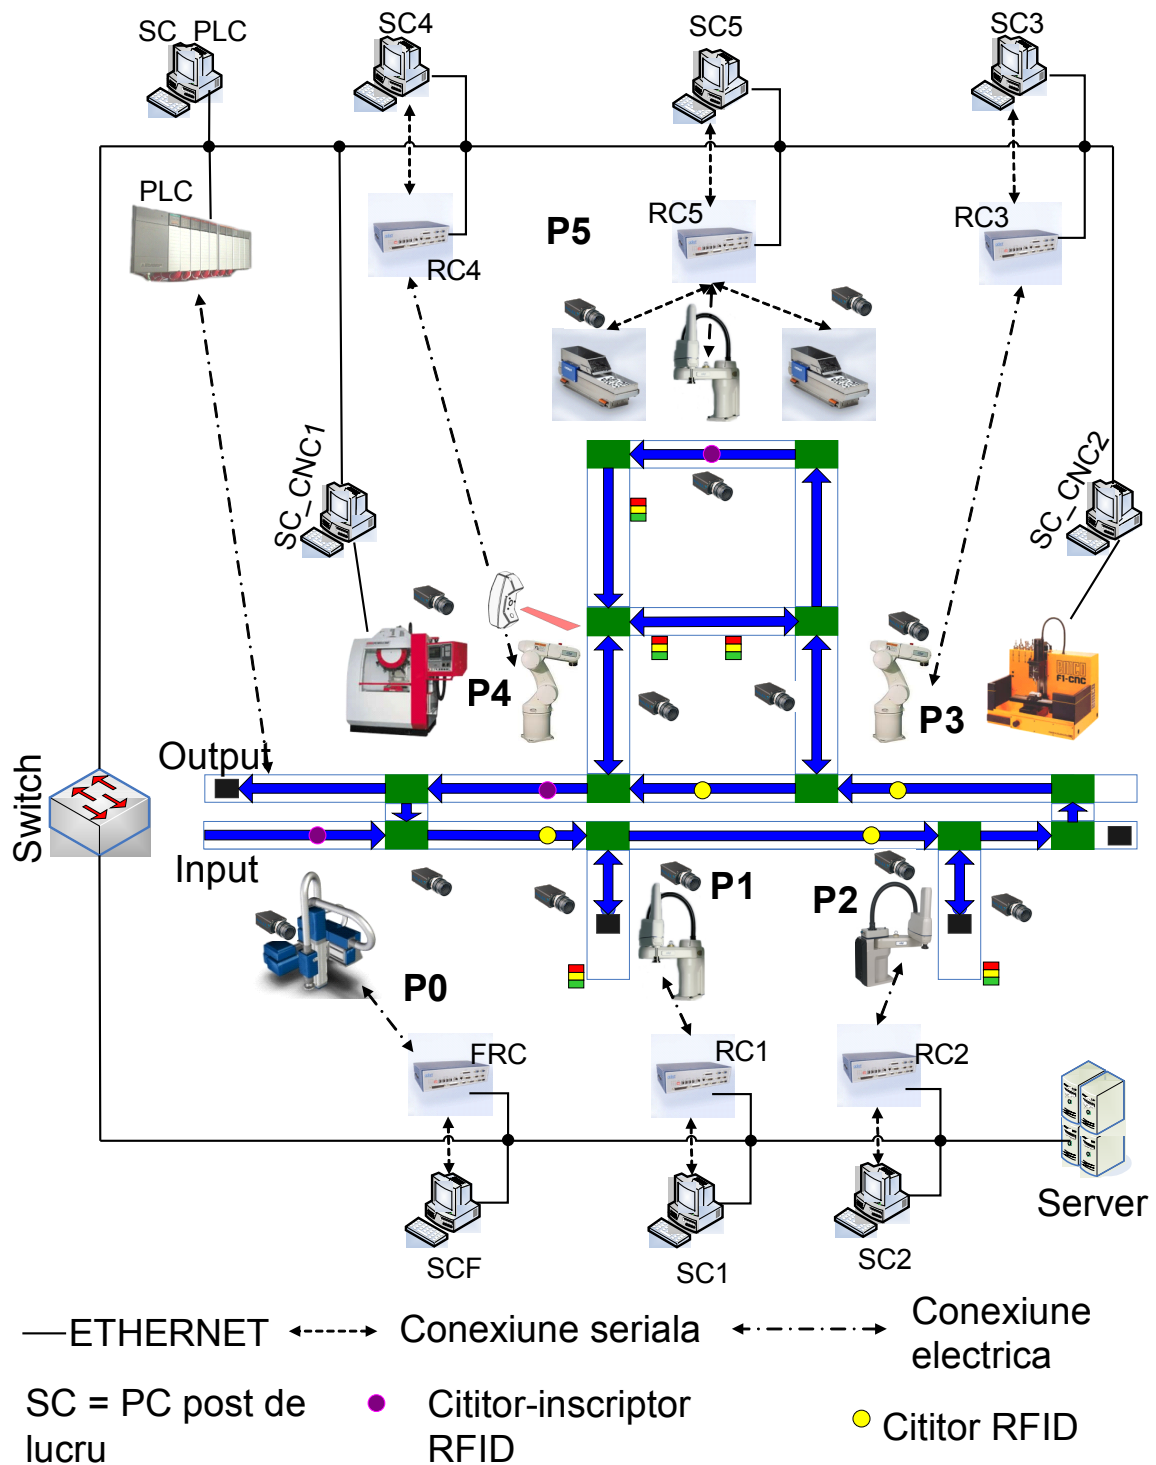 SC_PLC
SC4
SC5
SC3
PLC
RC4
P5
RC5
RC3
SC_CNC1
SC_CNC2
P4
P3
F1-CNC
Output
Switch
Input
P1
P2
P0
FRC
RC1
RC2
Server
SCF
SC1
SC2
ETHERNET
Conexiune seriala
Conexiune
electrica
SC = PC post de
lucru
Cititor-inscriptor
RFID
Cititor RFID